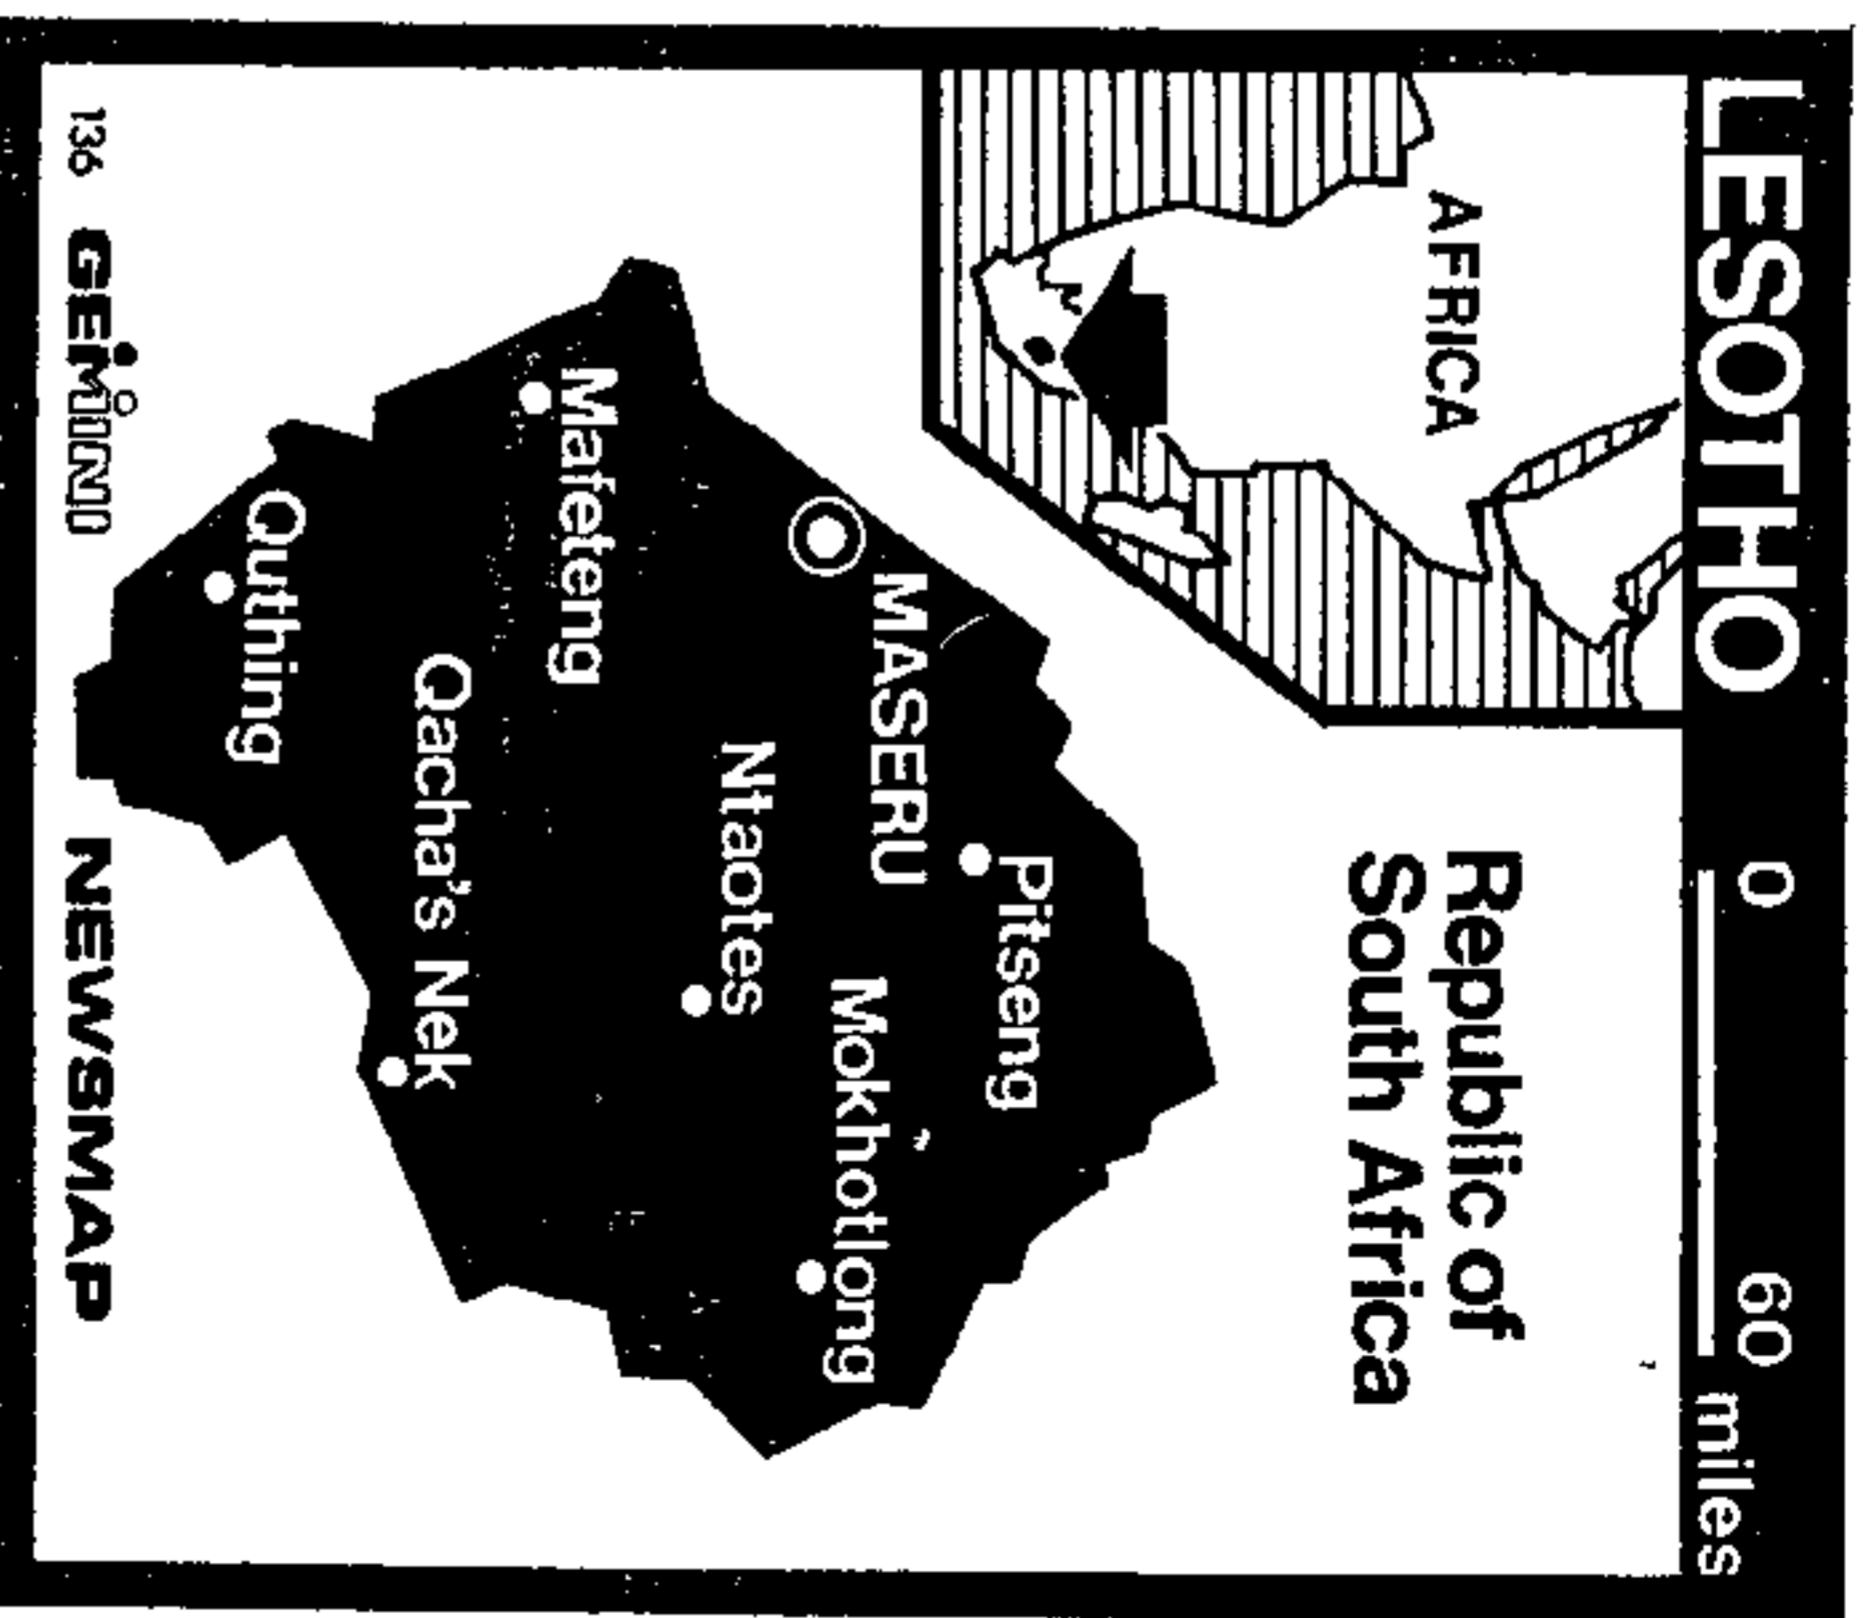 LESOTHO 0 60 miles
AFRICA
Republic of
South Africa
Pitseng
MASERU
Mokhotlong
Ntaotes
Mafeteng
Qacha's Nek
Quthing
136 GEMINI NEWSMAP